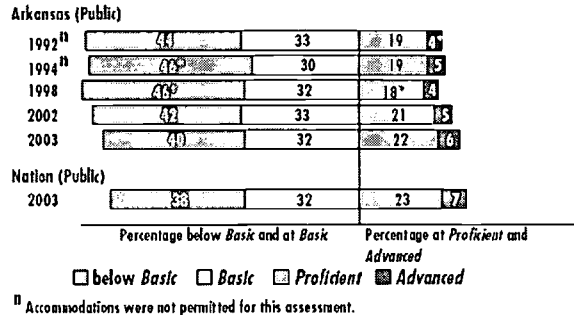 Arkansas (Public)
1992ⁿ 44 33 19 4*
1994ⁿ 46* 30 19 5
1998 46* 32 18* 4
2002 42 33 21 5
2003 40 32 22 6
Nation (Public)
2003 38 32 23 7
Percentage below Basic and at Basic Percentage at Proficient and
Advanced
below Basic Basic Proficient Advanced
ⁿ Accommodations were not permitted for this assessment.